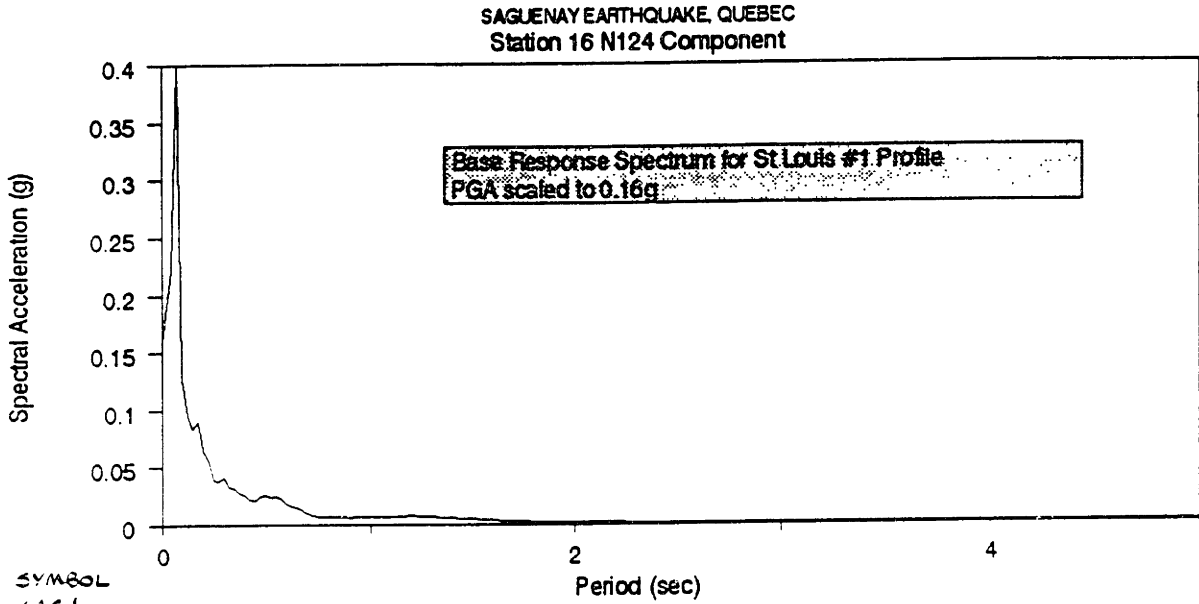 SAGUENAY EARTHQUAKE, QUEBEC
Station 16 N124 Component
0.4
0.35
0.3
0.25
0.2
0.15
0.1
0.05
0
Spectral Acceleration (g)
Base Response Spectrum for St.Louis #1 Profile
PGA scaled to 0.16g
0
2
4
Period (sec)
SYMBOL